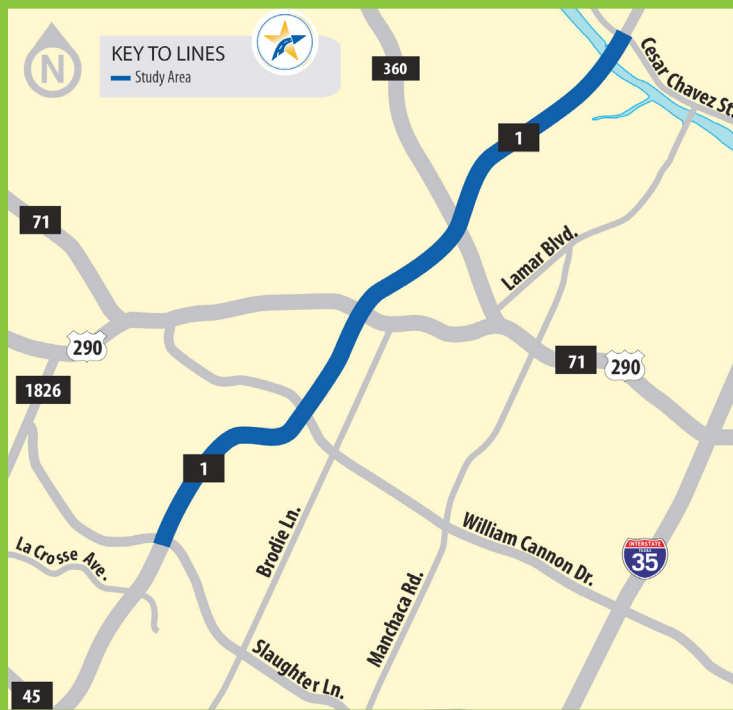 N
KEY TO LINES
Study Area
360
Cesar Chavez St.
1
71
Lamar Blvd.
290
71
290
1826
1
La Crosse Ave.
Brodie Ln.
William Cannon Dr.
INTERSTATE
TEXAS
35
Manchaca Rd.
Slaughter Ln.
45